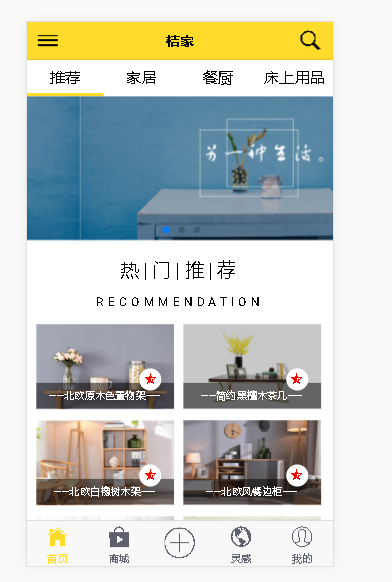 桔家
推荐 家居 餐厨 床上用品
另一种生活。
热|门|推|荐
RECOMMENDATION
——北欧原木色置物架——
——简约黑檀木茶几——
——北欧白橡树木架——
——北欧风餐边柜——
首页 商城 灵感 我的